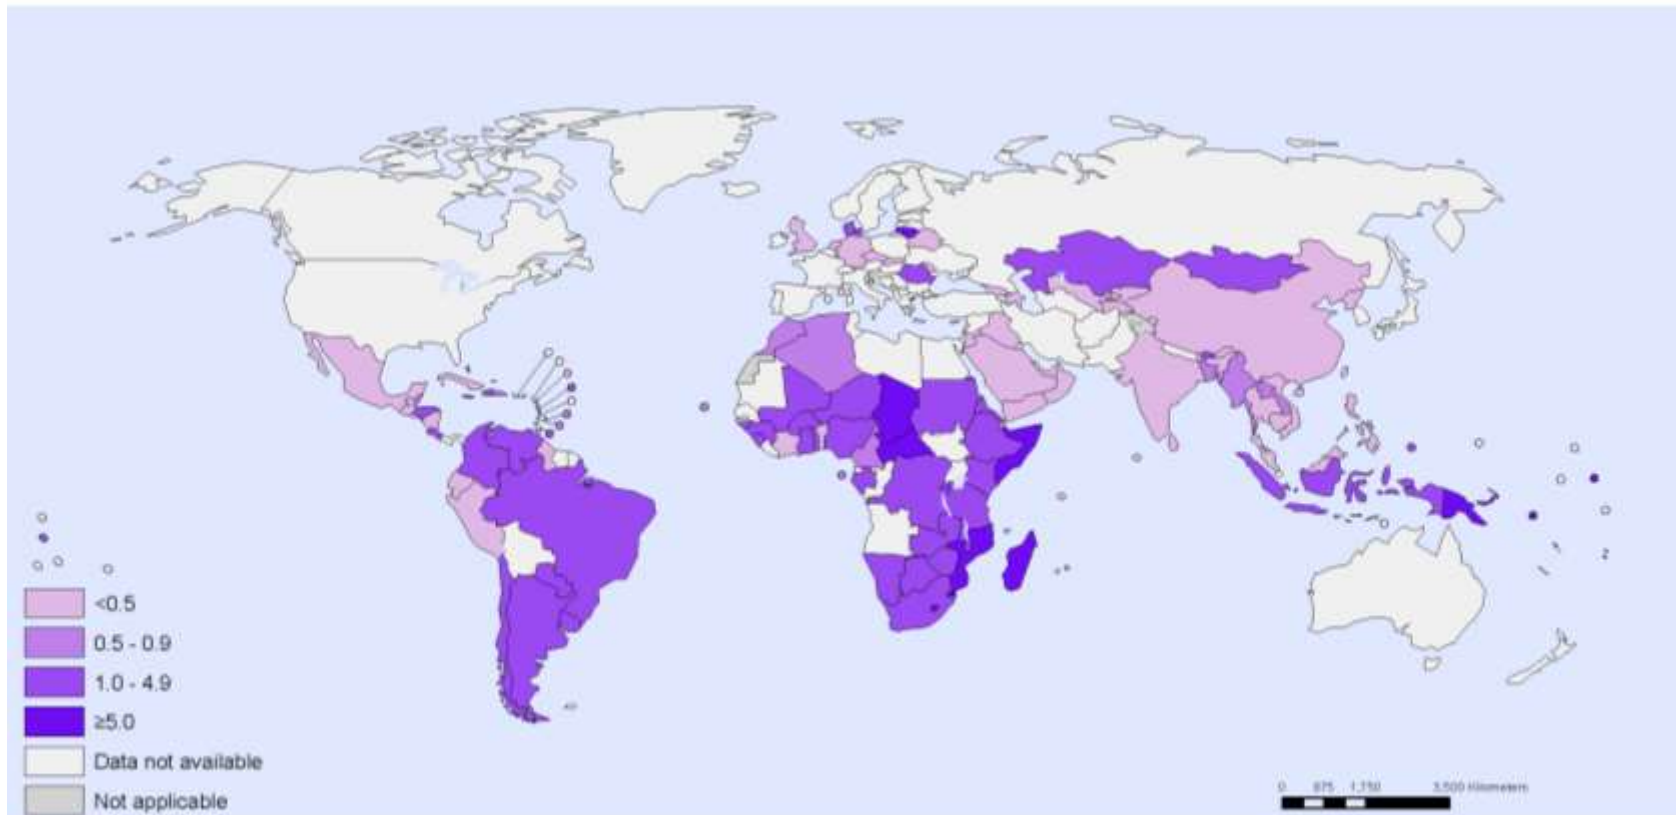 <0.5
0.5 - 0.9
1.0 - 4.9
≥5.0
Data not available
Not applicable
0 875 1,750 3,500 Kilometers